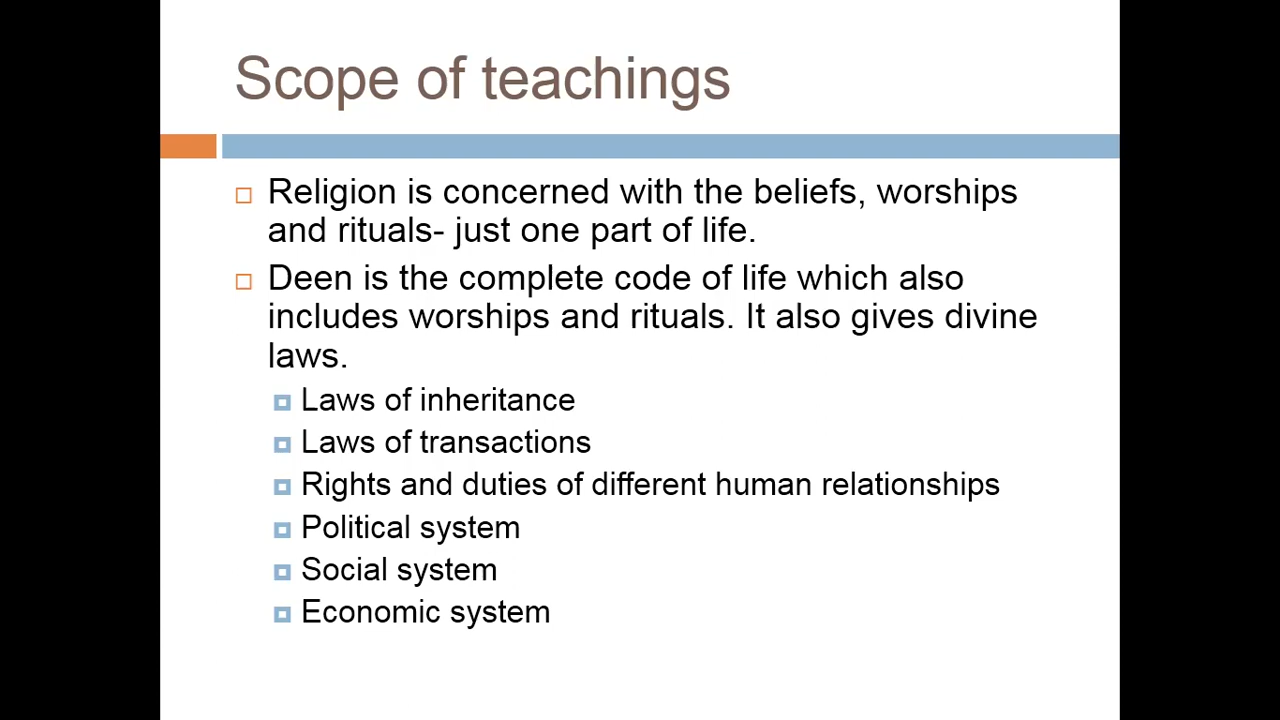 Scope of teachings
Religion is concerned with the beliefs, worships
and rituals- just one part of life.
Deen is the complete code of life which also
includes worships and rituals. It also gives divine
laws.
Laws of inheritance
Laws of transactions
Rights and duties of different human relationships
Political system
Social system
Economic system